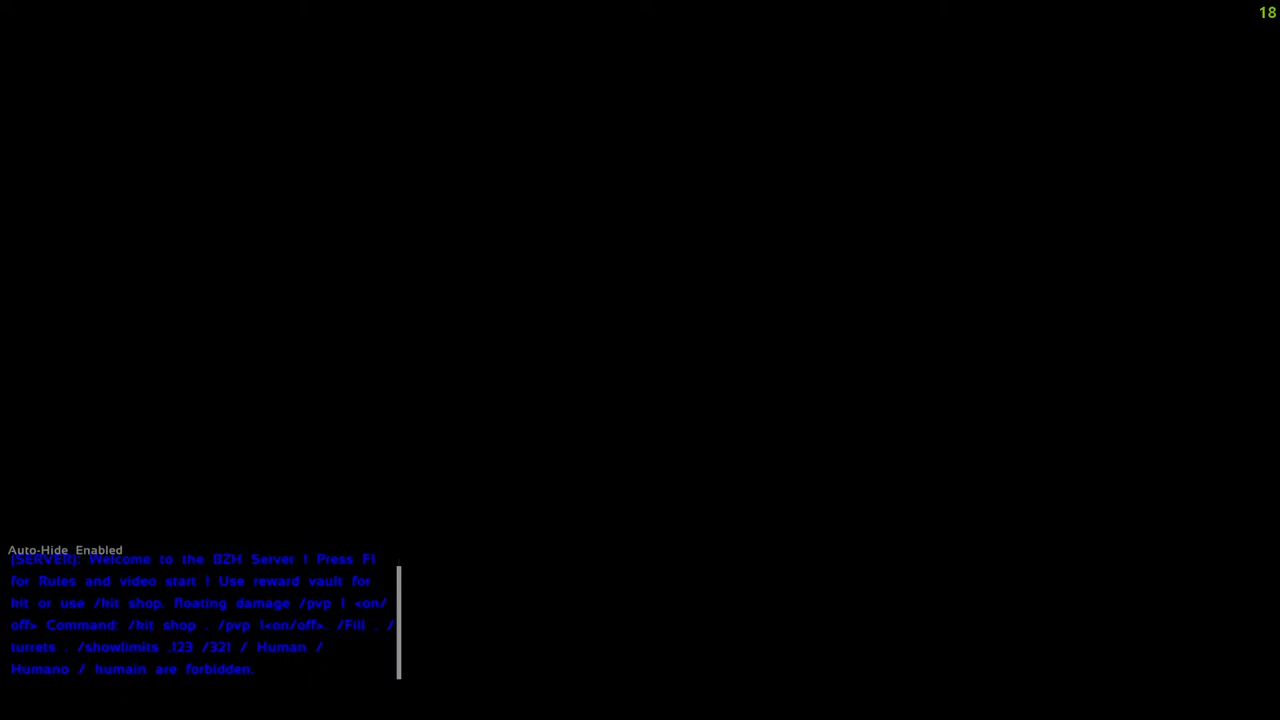 18
Auto-Hide Enabled
(SERVER): Welcome to the BZH Server ! Press F1
for Rules and video start ! Use reward vault for
kit or use /kit shop. floating damage /pvp ! <on/
off> Command: /kit shop . /pvp !<on/off>. /Fill . /
turrets . /showlimits .123 /321 / Human /
Humano / humain are forbidden.